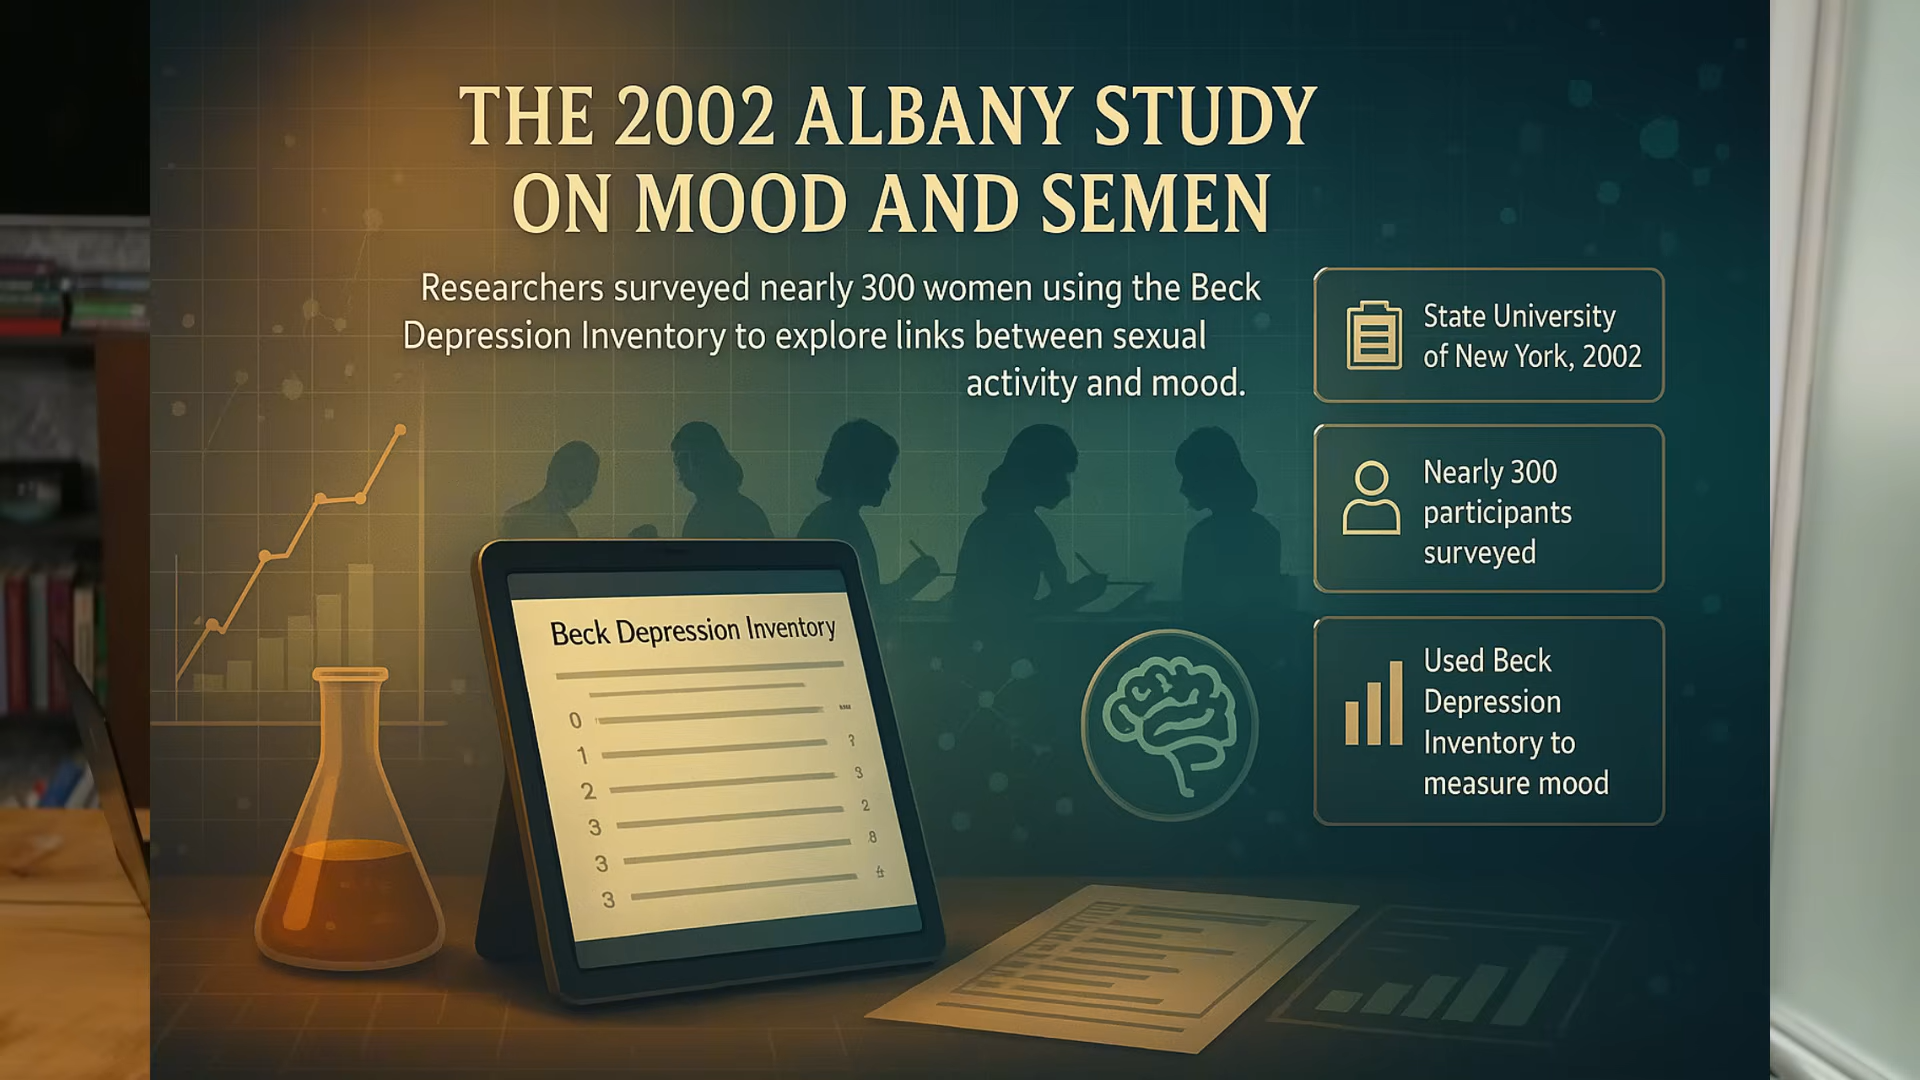 THE 2002 ALBANY STUDY
ON MOOD AND SEMEN
Researchers surveyed nearly 300 women using the Beck
Depression Inventory to explore links between sexual
activity and mood.
State University
of New York, 2002
Nearly 300
participants
surveyed
Used Beck
Depression
Inventory to
measure mood
Beck Depression Inventory
0
1
2
3
3
3